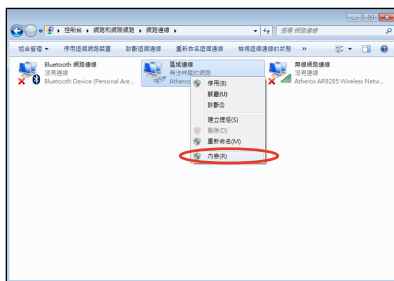 控制台 ▸ 網路和網際網路 ▸ 網路連線 ▸
搜尋 網路連線
組合管理 ▾ 停用這個網路裝置 診斷這個連線 重新命名這個連線 檢視這個連線的狀態 »
Bluetooth 網路連線
沒有連線
Bluetooth Device (Personal Are...
區域連線
無法辨識的網路
Atheros
無線網路連線
沒有連線
Atheros AR9285 Wireless Netw...
停用(B)
狀態(U)
診斷(I)
建立捷徑(S)
刪除(D)
重新命名(M)
內容(R)